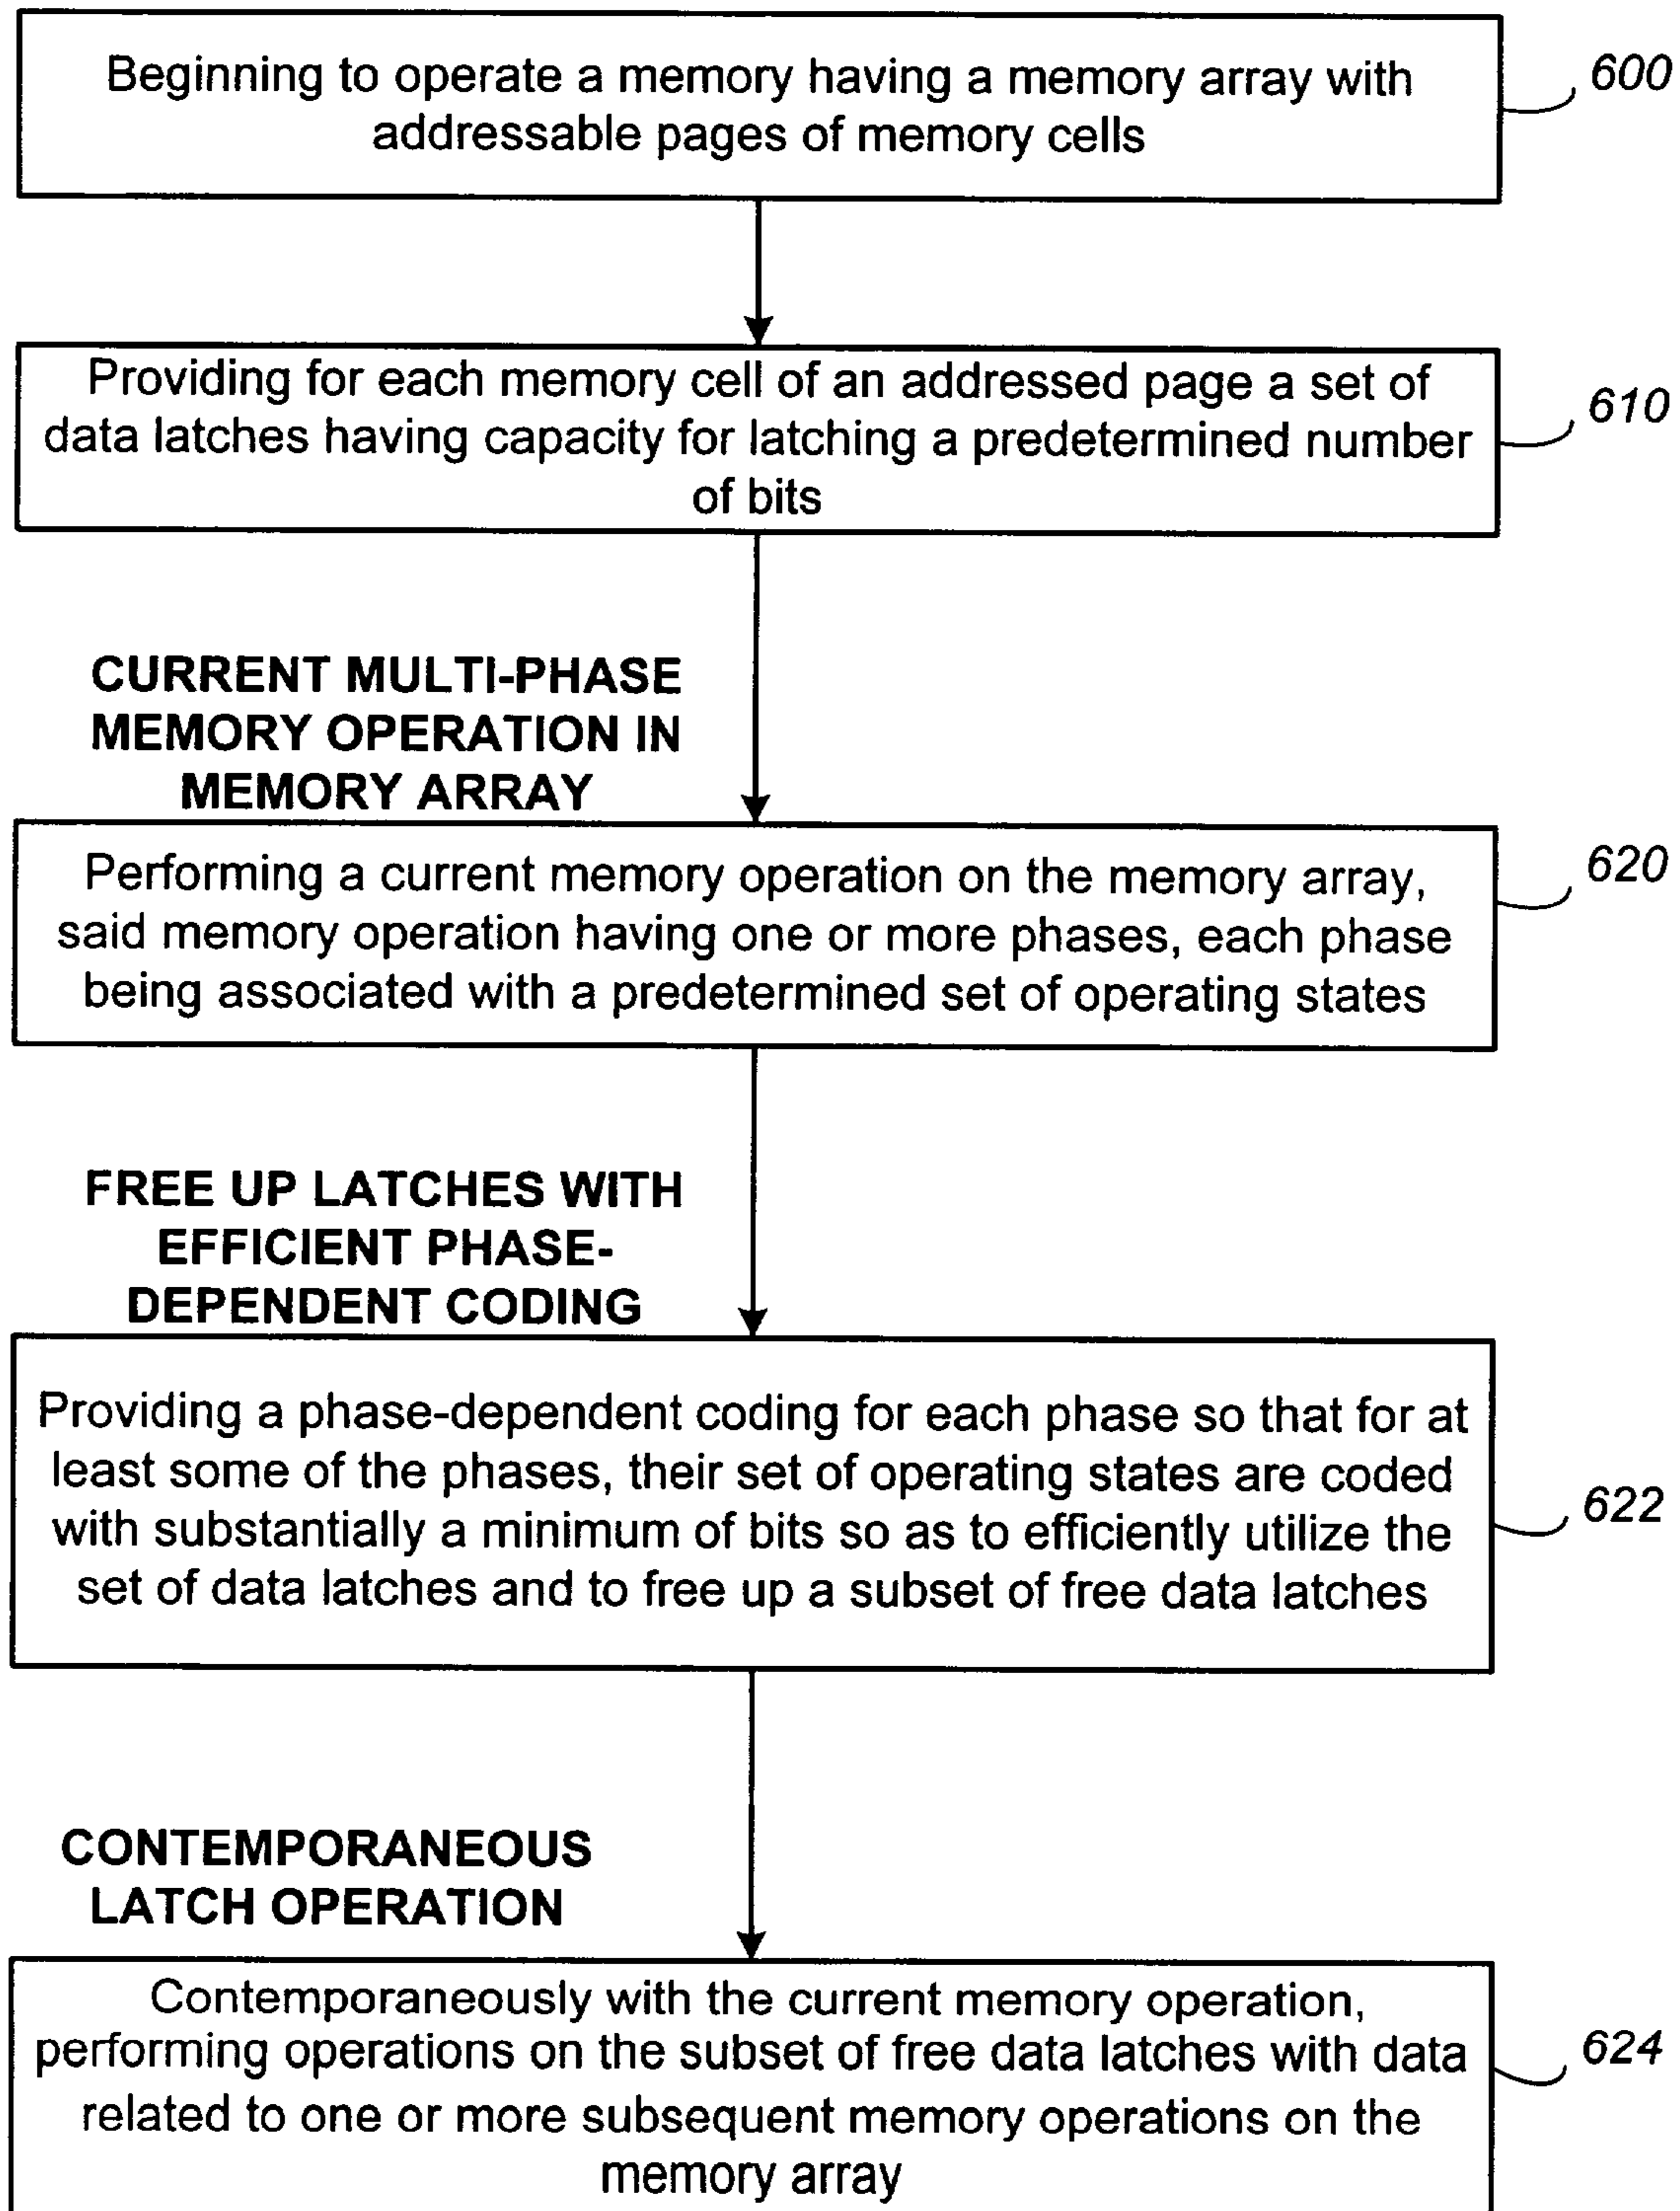 Beginning to operate a memory having a memory array with
addressable pages of memory cells
600
Providing for each memory cell of an addressed page a set of
data latches having capacity for latching a predetermined number
of bits
610
CURRENT MULTI-PHASE
MEMORY OPERATION IN
MEMORY ARRAY
Performing a current memory operation on the memory array,
said memory operation having one or more phases, each phase
being associated with a predetermined set of operating states
620
FREE UP LATCHES WITH
EFFICIENT PHASE-
DEPENDENT CODING
Providing a phase-dependent coding for each phase so that for at
least some of the phases, their set of operating states are coded
with substantially a minimum of bits so as to efficiently utilize the
set of data latches and to free up a subset of free data latches
622
CONTEMPORANEOUS
LATCH OPERATION
Contemporaneously with the current memory operation,
performing operations on the subset of free data latches with data
related to one or more subsequent memory operations on the
memory array
624